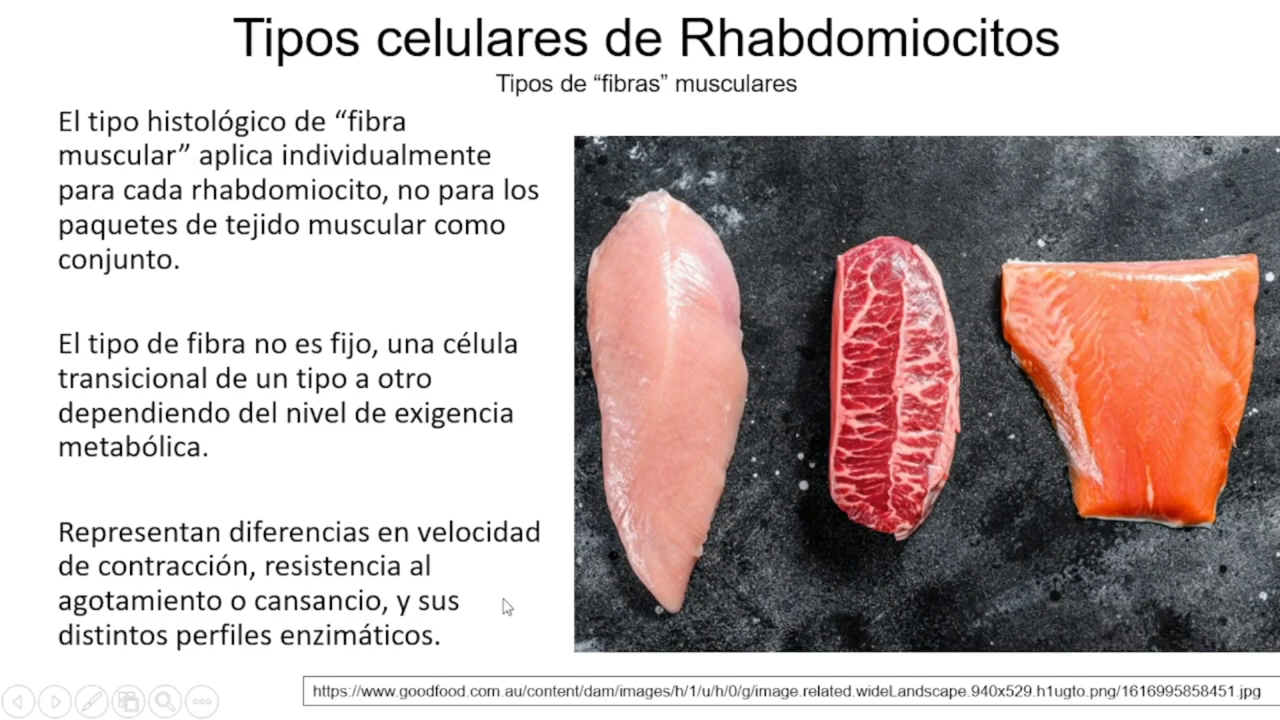 Tipos celulares de Rhabdomiocitos
Tipos de “fibras” musculares
El tipo histológico de “fibra
muscular” aplica individualmente
para cada rhabdomiocito, no para los
paquetes de tejido muscular como
conjunto.
El tipo de fibra no es fijo, una célula
transicional de un tipo a otro
dependiendo del nivel de exigencia
metabólica.
Representan diferencias en velocidad
de contracción, resistencia al
agotamiento o cansancio, y sus
distintos perfiles enzimáticos.
https://www.goodfood.com.au/content/dam/images/h/1/u/h/0/g/image.related.wideLandscape.940x529.h1ugto.png/1616995858451.jpg